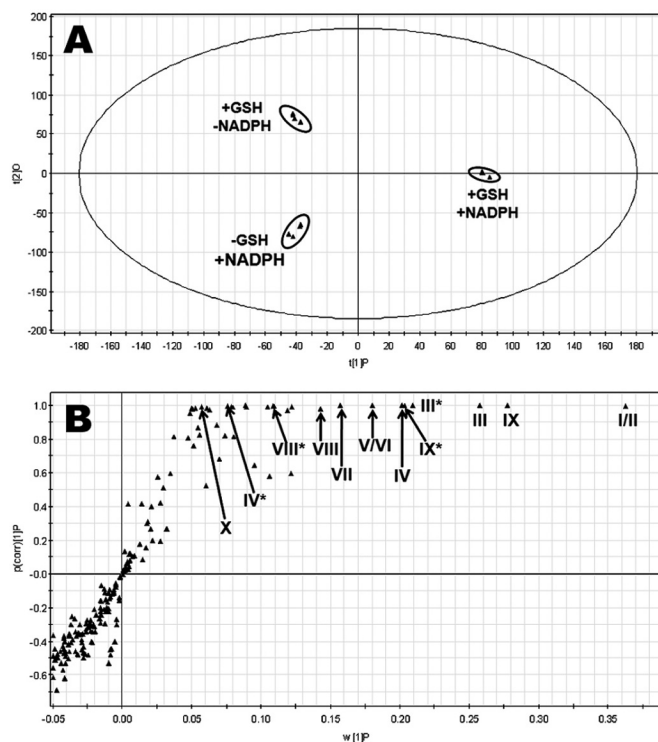 A
200
150
100
50
0
-50
-100
-150
-200
t[2]O
+GSH
-NADPH
-GSH
+NADPH
+GSH
+NADPH
-180 -160 -140 -120 -100 -80 -60 -40 -20 0 20 40 60 80 100 120 140 160 180 200
t[1]P
B
1.0
0.8
0.6
0.4
0.2
-0.0
-0.2
-0.4
-0.6
p(corr)[1]P
III* III IX I/II
VIII* VIII V/VI IX*
VII IV
IV*
X
-0.05 0.00 0.05 0.10 0.15 0.20 0.25 0.30 0.35
w[1]P